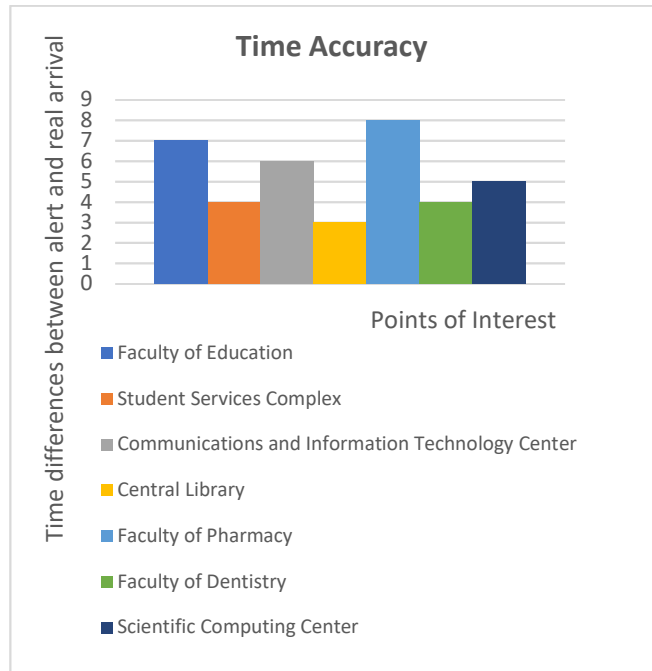 Time Accuracy
Time differences between alert and real arrival
9
8
7
6
5
4
3
2
1
0
Points of Interest
Faculty of Education
Student Services Complex
Communications and Information Technology Center
Central Library
Faculty of Pharmacy
Faculty of Dentistry
Scientific Computing Center